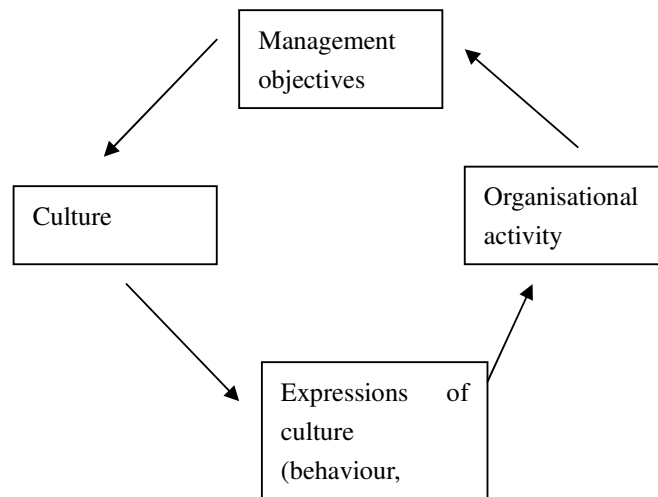 Management
objectives
Culture
Organisational
activity
Expressions of
culture
(behaviour,